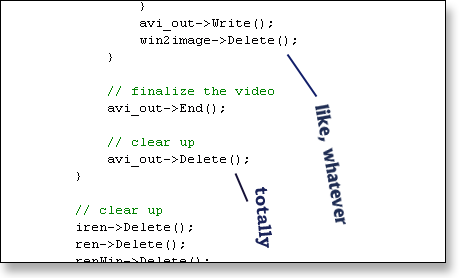 }
avi_out->Write();
win2image->Delete();
}
// finalize the video
avi_out->End();
// clear up
avi_out->Delete();
}
// clear up
iren->Delete();
ren->Delete();
renWin->Delete();
like, whatever
totally